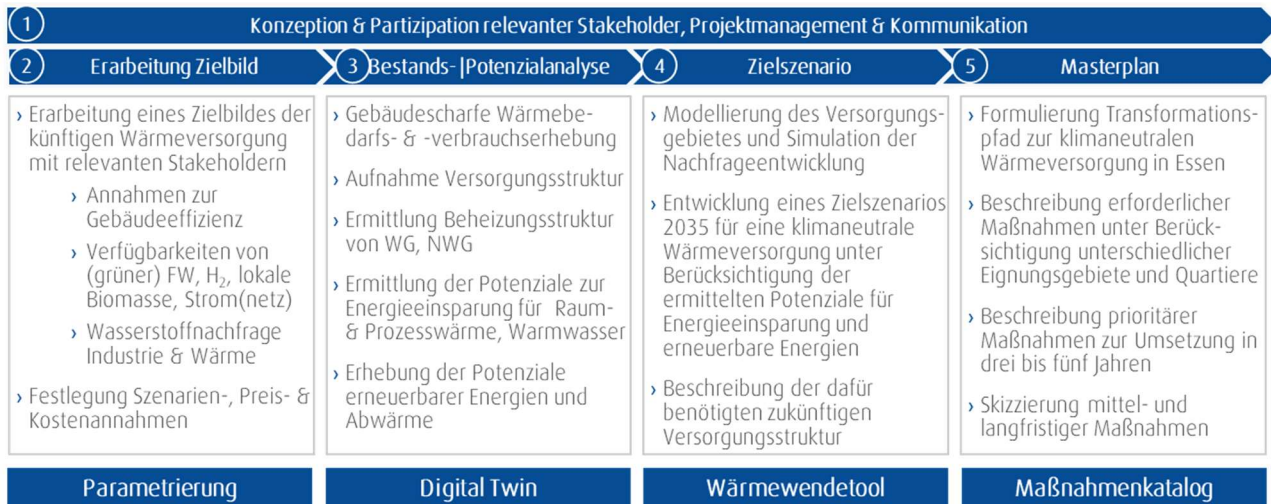 1 Konzeption & Partizipation relevanter Stakeholder, Projektmanagement & Kommunikation
2 Erarbeitung Zielbild
3 Bestands- |Potenzialanalyse
4 Zielszenario
5 Masterplan
› Erarbeitung eines Zielbildes der
künftigen Wärmeversorgung
mit relevanten Stakeholdern
› Annahmen zur
Gebäudeeffizienz
› Verfügbarkeiten von
(grüner) FW, H₂, lokale
Biomasse, Strom(netz)
› Wasserstoffnachfrage
Industrie & Wärme
› Festlegung Szenarien-, Preis- &
Kostenannahmen
› Gebäudescharfe Wärmebe-
darfs- & -verbrauchserhebung
› Aufnahme Versorgungsstruktur
› Ermittlung Beheizungsstruktur
von WG, NWG
› Ermittlung der Potenziale zur
Energieeinsparung für Raum-
& Prozesswärme, Warmwasser
› Erhebung der Potenziale
erneuerbarer Energien und
Abwärme
› Modellierung des Versorgungs-
gebietes und Simulation der
Nachfrageentwicklung
› Entwicklung eines Zielszenarios
2035 für eine klimaneutrale
Wärmeversorgung unter
Berücksichtigung der
ermittelten Potenziale für
Energieeinsparung und
erneuerbare Energien
› Beschreibung der dafür
benötigten zukünftigen
Versorgungsstruktur
› Formulierung Transformations-
pfad zur klimaneutralen
Wärmeversorgung in Essen
› Beschreibung erforderlicher
Maßnahmen unter Berück-
sichtigung unterschiedlicher
Eignungsgebiete und Quartiere
› Beschreibung prioritärer
Maßnahmen zur Umsetzung in
drei bis fünf Jahren
› Skizzierung mittel- und
langfristiger Maßnahmen
Parametrierung
Digital Twin
Wärmewendetool
Maßnahmenkatalog